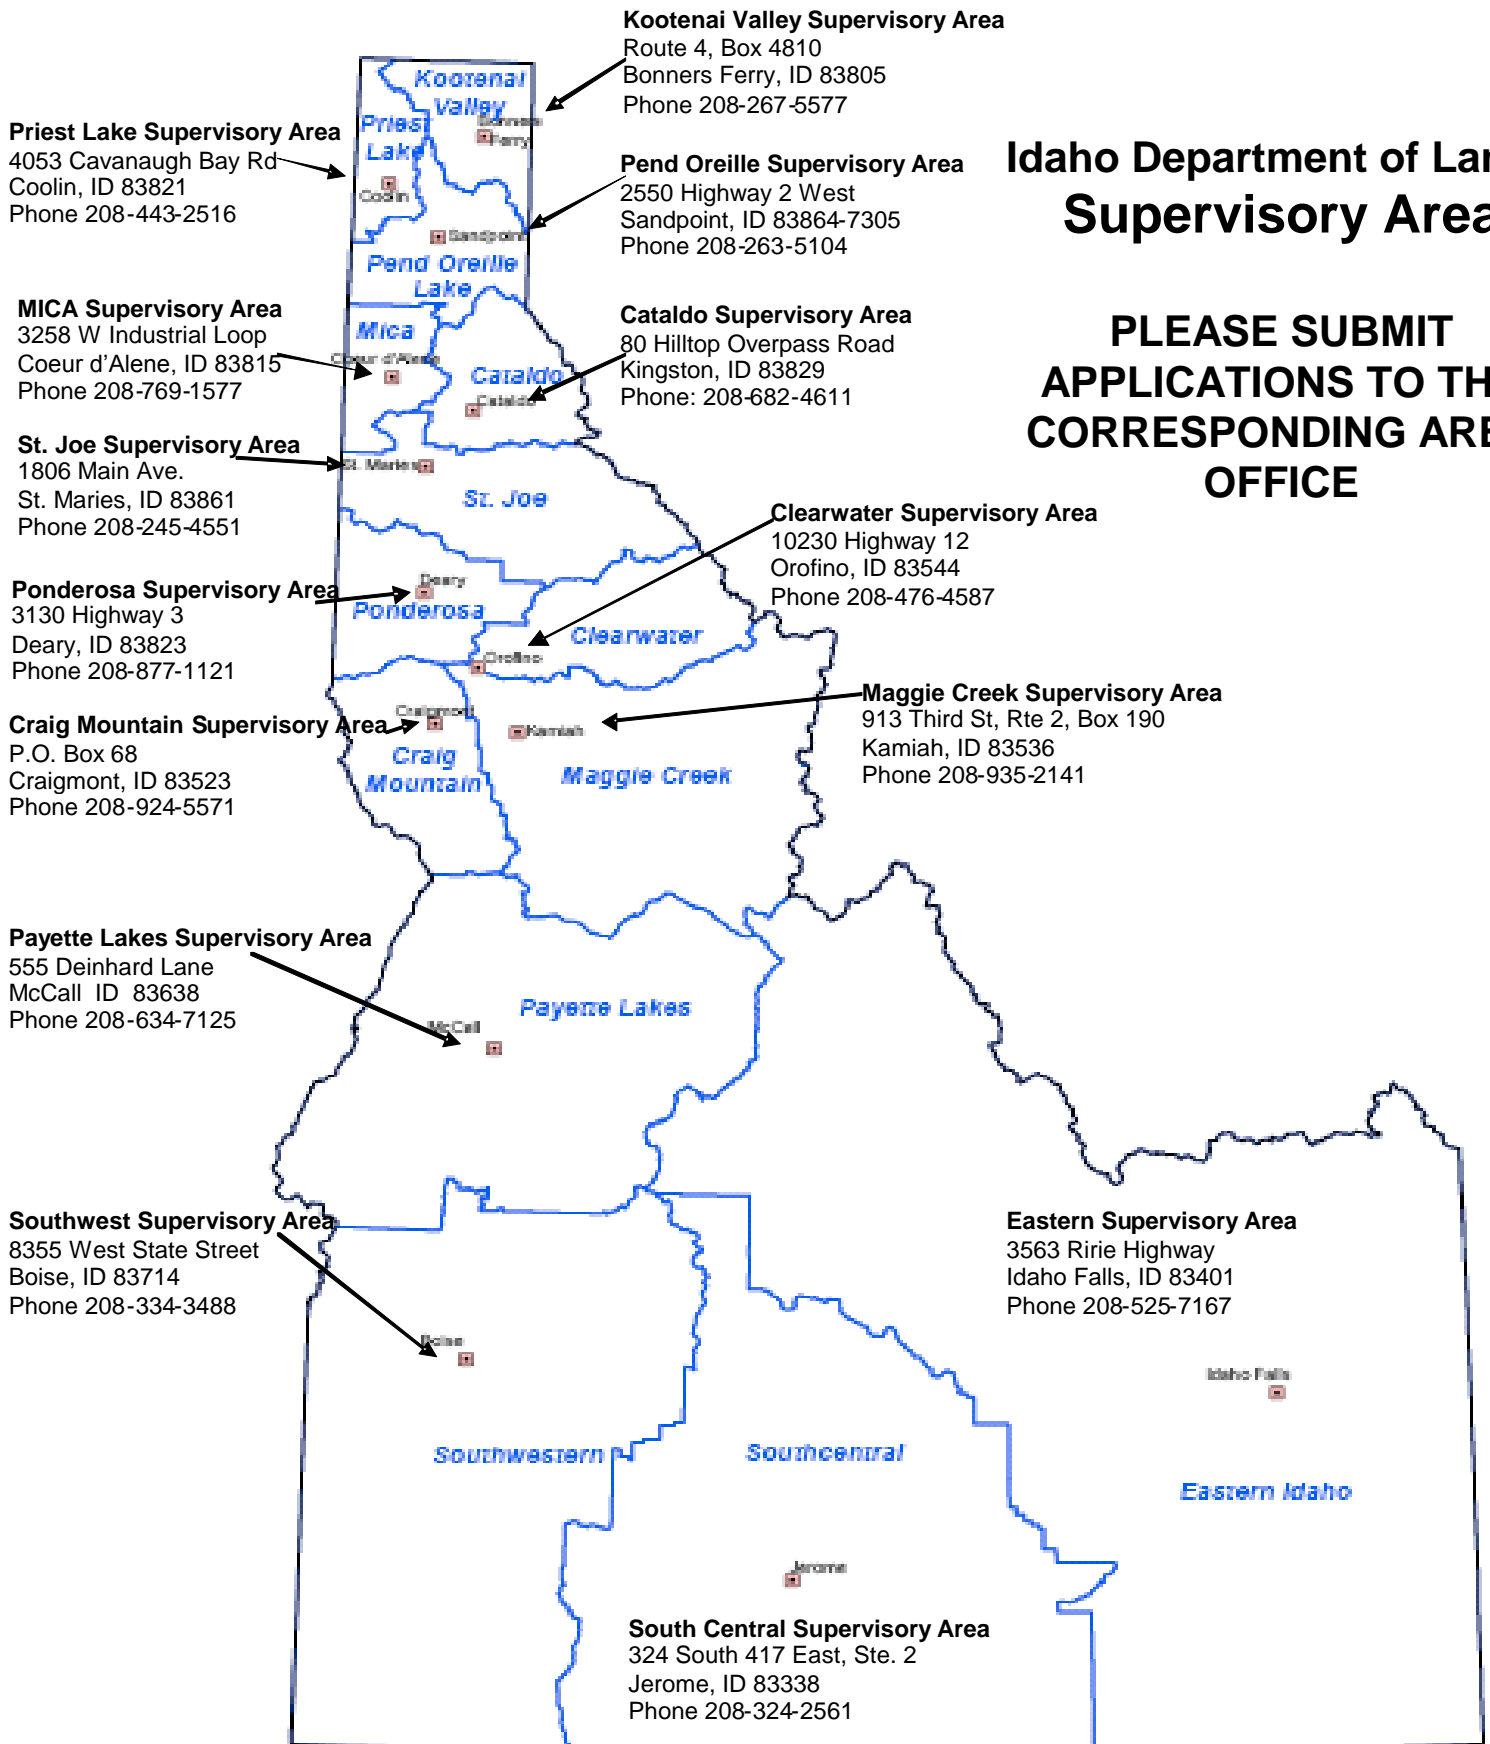 Kootenai Valley Supervisory Area
Route 4, Box 4810
Bonners Ferry, ID 83805
Phone 208-267-5577
Priest Lake Supervisory Area
4053 Cavanaugh Bay Rd
Coolin, ID 83821
Phone 208-443-2516
Pend Oreille Supervisory Area
2550 Highway 2 West
Sandpoint, ID 83864-7305
Phone 208-263-5104
Idaho Department of Lan
Supervisory Area
PLEASE SUBMIT
APPLICATIONS TO TH
CORRESPONDING ARE
OFFICE
MICA Supervisory Area
3258 W Industrial Loop
Coeur d'Alene, ID 83815
Phone 208-769-1577
Cataldo Supervisory Area
80 Hilltop Overpass Road
Kingston, ID 83829
Phone: 208-682-4611
St. Joe Supervisory Area
1806 Main Ave.
St. Maries, ID 83861
Phone 208-245-4551
Clearwater Supervisory Area
10230 Highway 12
Orofino, ID 83544
Phone 208-476-4587
Ponderosa Supervisory Area
3130 Highway 3
Deary, ID 83823
Phone 208-877-1121
Maggie Creek Supervisory Area
913 Third St, Rte 2, Box 190
Kamiah, ID 83536
Phone 208-935-2141
Craig Mountain Supervisory Area
P.O. Box 68
Craigmont, ID 83523
Phone 208-924-5571
Payette Lakes Supervisory Area
555 Deinhard Lane
McCall ID 83638
Phone 208-634-7125
Southwest Supervisory Area
8355 West State Street
Boise, ID 83714
Phone 208-334-3488
Eastern Supervisory Area
3563 Ririe Highway
Idaho Falls, ID 83401
Phone 208-525-7167
South Central Supervisory Area
324 South 417 East, Ste. 2
Jerome, ID 83338
Phone 208-324-2561
Kootenai
Valley
Bonners
Ferry
Priest
Lake
Coolin
Sandpoint
Pend Oreille
Lake
Mica
Coeur d'Alene
Cataldo
Cataldo
St. Maries
St. Joe
Deary
Ponderosa
Clearwater
Orofino
Craigmont
Kamiah
Craig
Mountain
Maggie Creek
Payette Lakes
McCall
Boise
Idaho Falls
Southwestern
Southcentral
Eastern Idaho
Jerome